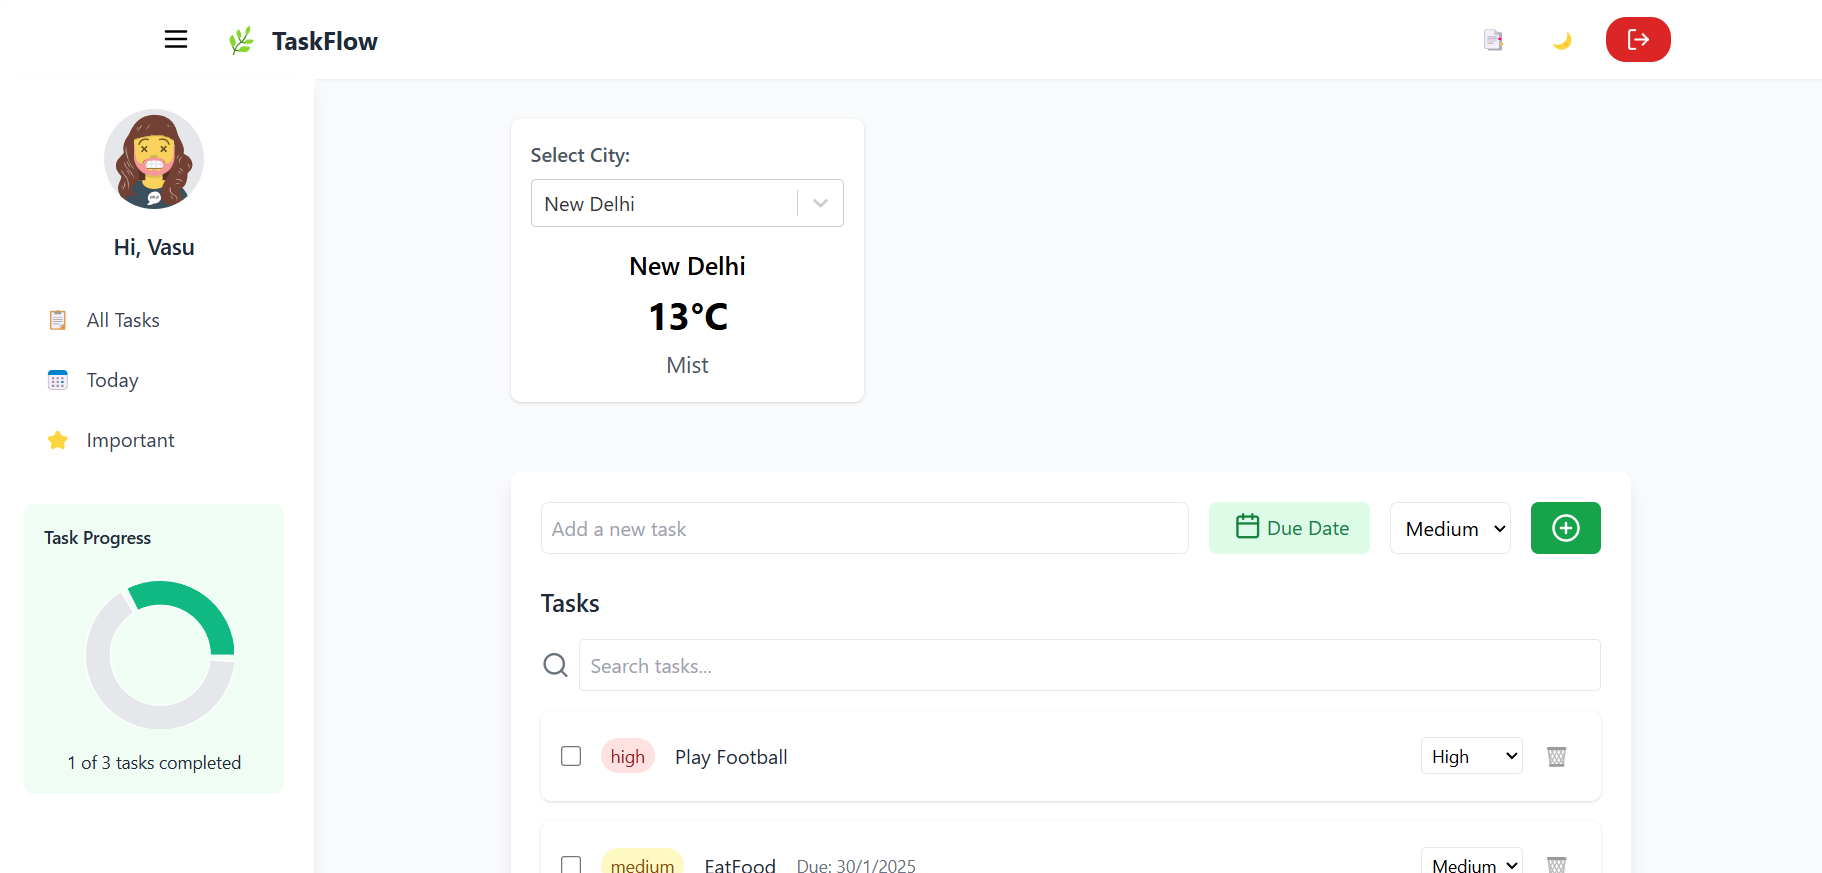 TaskFlow
Hi, Vasu
All Tasks
Today
Important
Task Progress
1 of 3 tasks completed
Select City:
New Delhi
New Delhi
13°C
Mist
Add a new task
Due Date
Medium
Tasks
Search tasks...
high Play Football High
medium EatFood Due: 30/1/2025 Medium